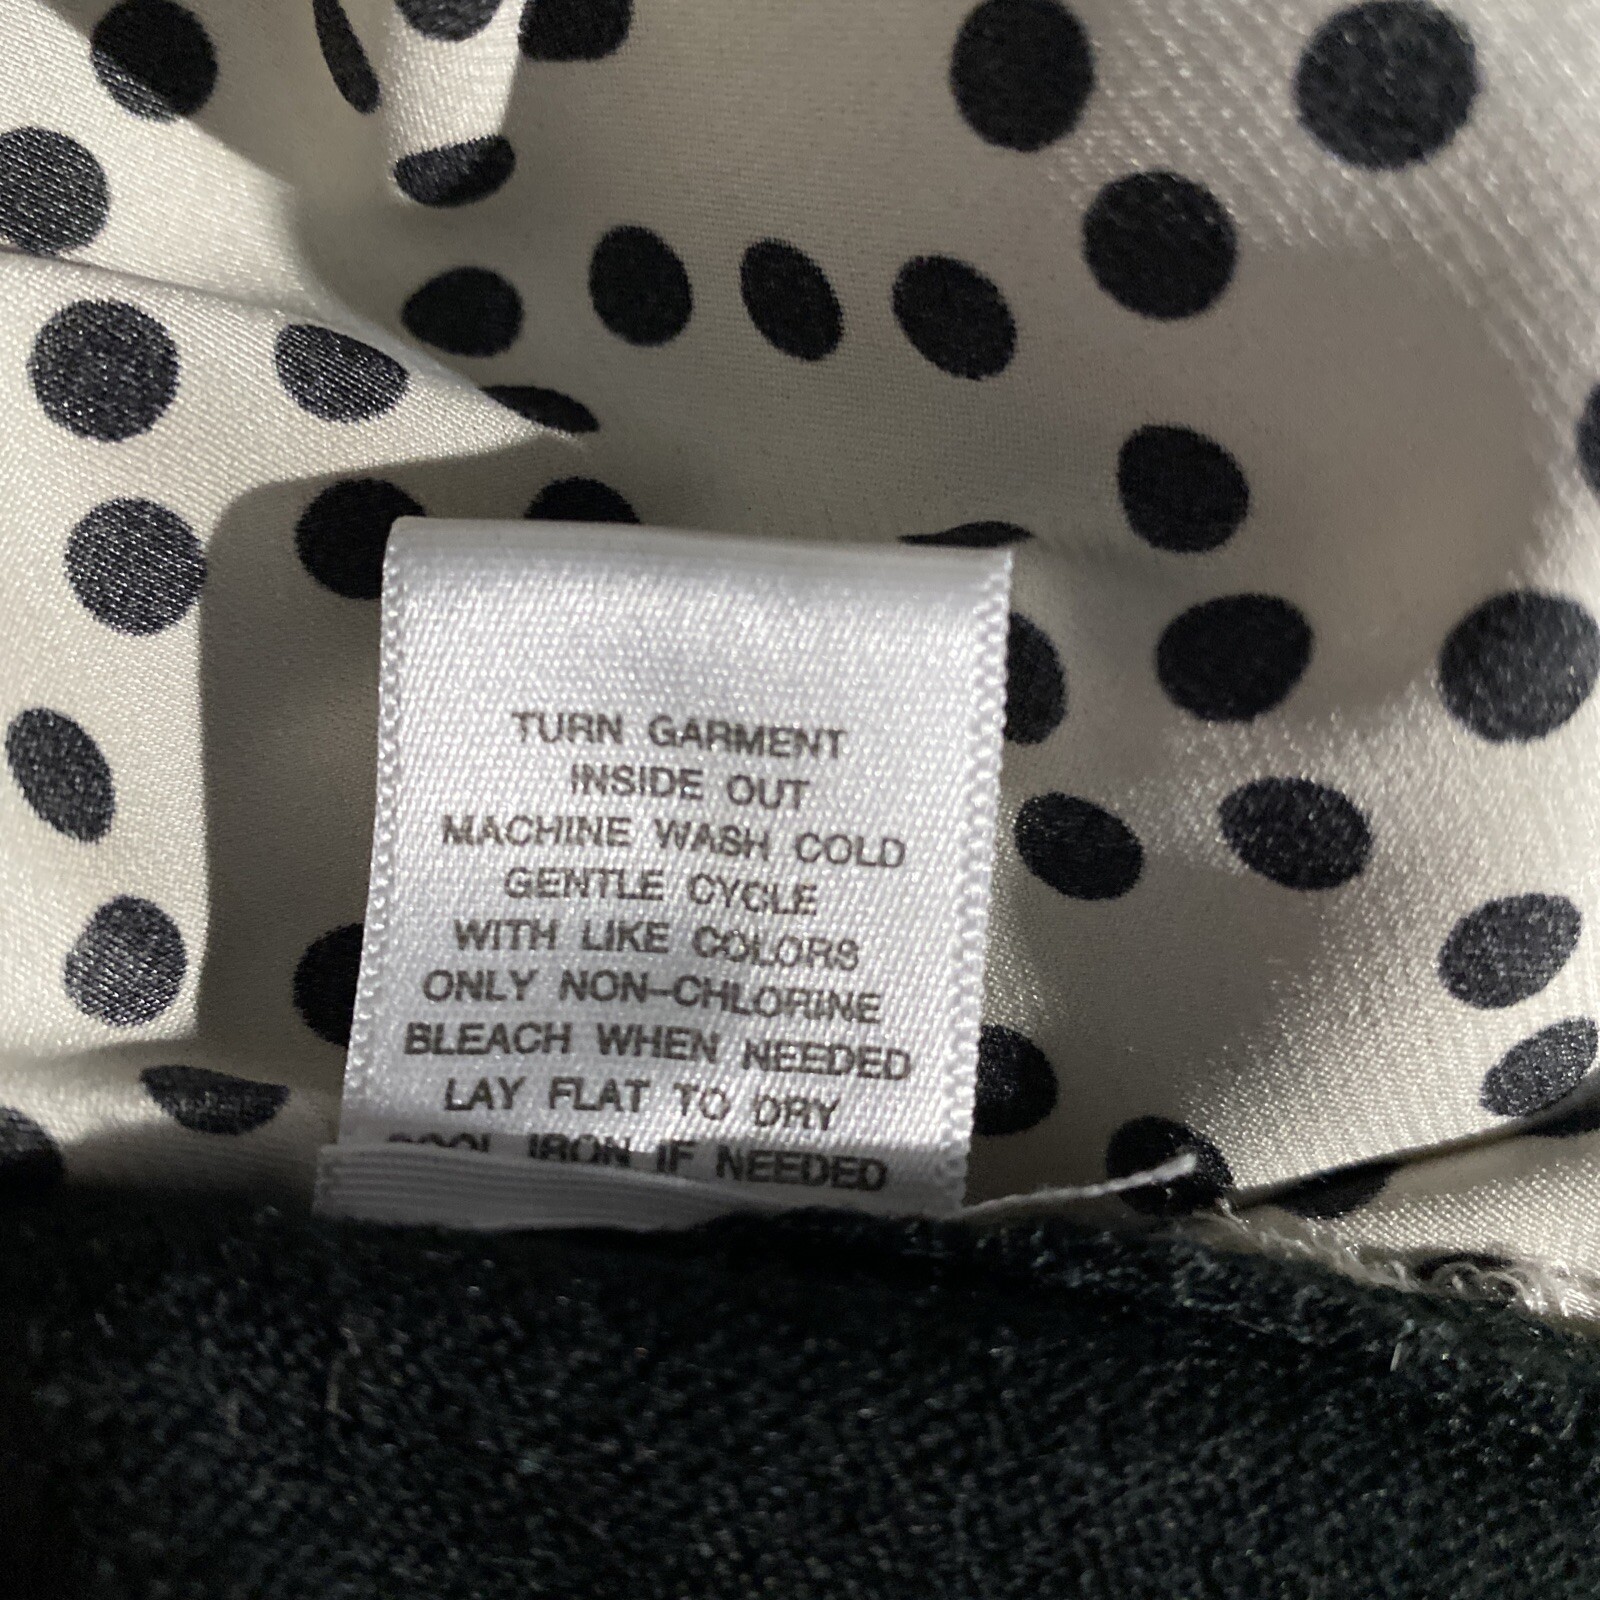 TURN GARMENT
INSIDE OUT
MACHINE WASH COLD
GENTLE CYCLE
WITH LIKE COLORS
ONLY NON-CHLORINE
BLEACH WHEN NEEDED
LAY FLAT TO DRY
COOL IRON IF NEEDED